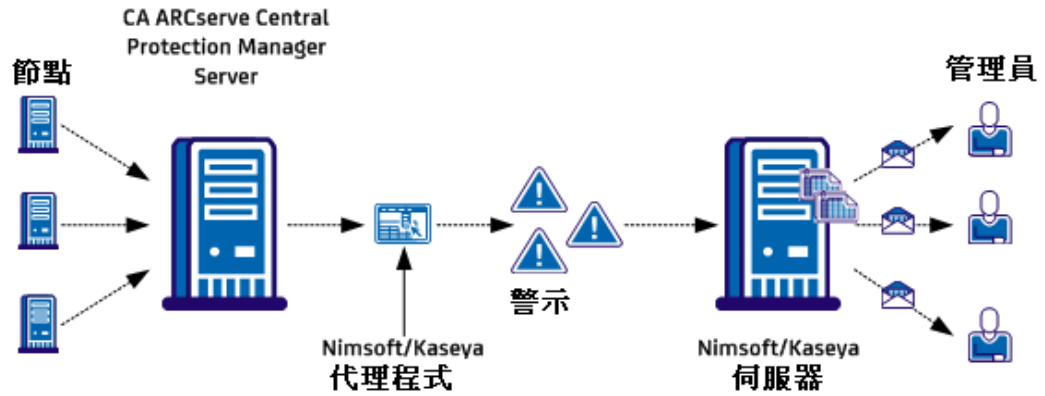 CA ARCserve Central
Protection Manager
Server
節點
管理員
警示
Nimsoft/Kaseya
代理程式
Nimsoft/Kaseya
伺服器